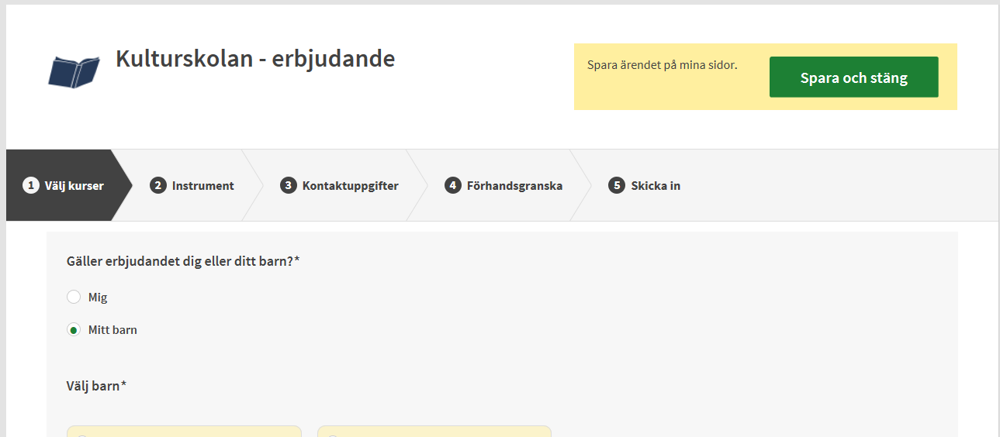 Kulturskolan - erbjudande
Spara ärendet på mina sidor.
Spara och stäng
1 Välj kurser
2 Instrument
3 Kontaktuppgifter
4 Förhandsgranska
5 Skicka in
Gäller erbjudandet dig eller ditt barn?*
Mig
Mitt barn
Välj barn*